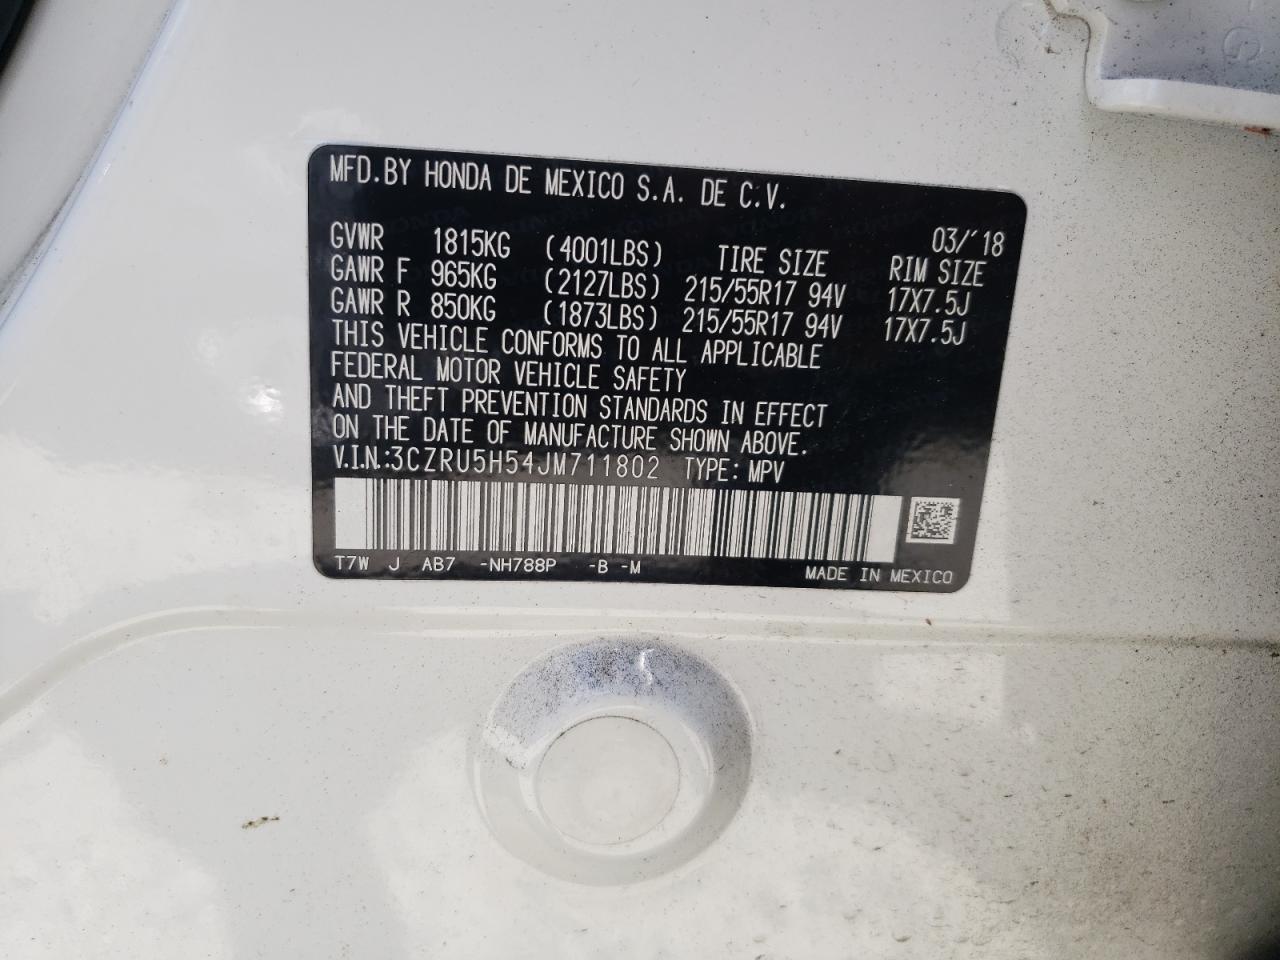 MFD.BY HONDA DE MEXICO S.A. DE C.V.
03/'18
GVWR 1815KG (4001LBS) TIRE SIZE RIM SIZE
GAWR F 965KG (2127LBS) 215/55R17 94V 17X7.5J
GAWR R 850KG (1873LBS) 215/55R17 94V 17X7.5J
THIS VEHICLE CONFORMS TO ALL APPLICABLE
FEDERAL MOTOR VEHICLE SAFETY
AND THEFT PREVENTION STANDARDS IN EFFECT
ON THE DATE OF MANUFACTURE SHOWN ABOVE.
V.I.N.:3CZRU5H54JM711802 TYPE: MPV
T7W J AB7 -NH788P -B -M
MADE IN MEXICO